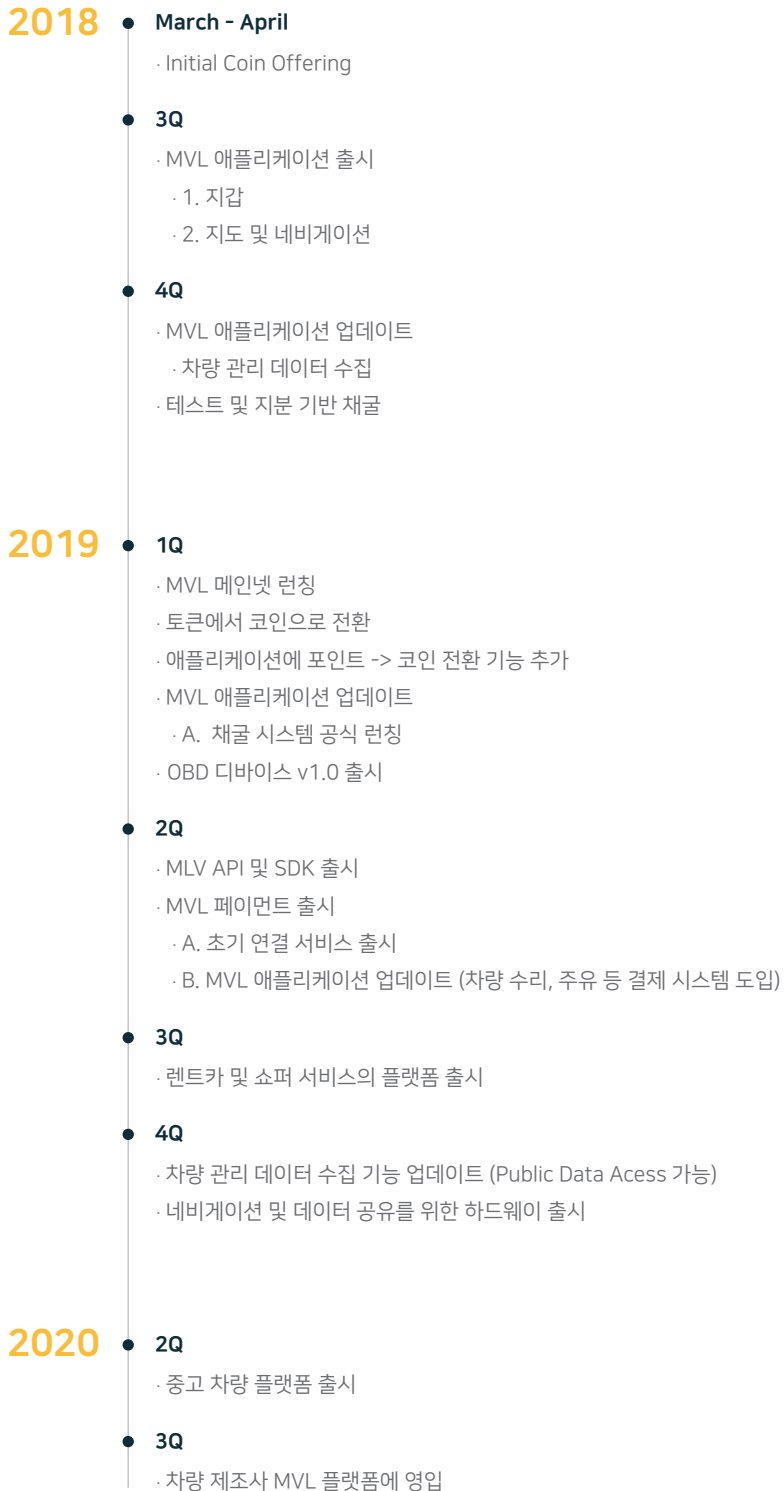 2018
March - April
· Initial Coin Offering
3Q
· MVL 애플리케이션 출시
· 1. 지갑
· 2. 지도 및 네비게이션
4Q
· MVL 애플리케이션 업데이트
· 차량 관리 데이터 수집
· 테스트 및 지분 기반 채굴
2019
1Q
· MVL 메인넷 런칭
· 토큰에서 코인으로 전환
· 애플리케이션에 포인트 -> 코인 전환 기능 추가
· MVL 애플리케이션 업데이트
· A. 채굴 시스템 공식 런칭
· OBD 디바이스 v1.0 출시
2Q
· MLV API 및 SDK 출시
· MVL 페이먼트 출시
· A. 초기 연결 서비스 출시
· B. MVL 애플리케이션 업데이트 (차량 수리, 주유 등 결제 시스템 도입)
3Q
· 렌트카 및 쇼퍼 서비스의 플랫폼 출시
4Q
· 차량 관리 데이터 수집 기능 업데이트 (Public Data Acess 가능)
· 네비게이션 및 데이터 공유를 위한 하드웨이 출시
2020
2Q
· 중고 차량 플랫폼 출시
3Q
· 차량 제조사 MVL 플랫폼에 영입